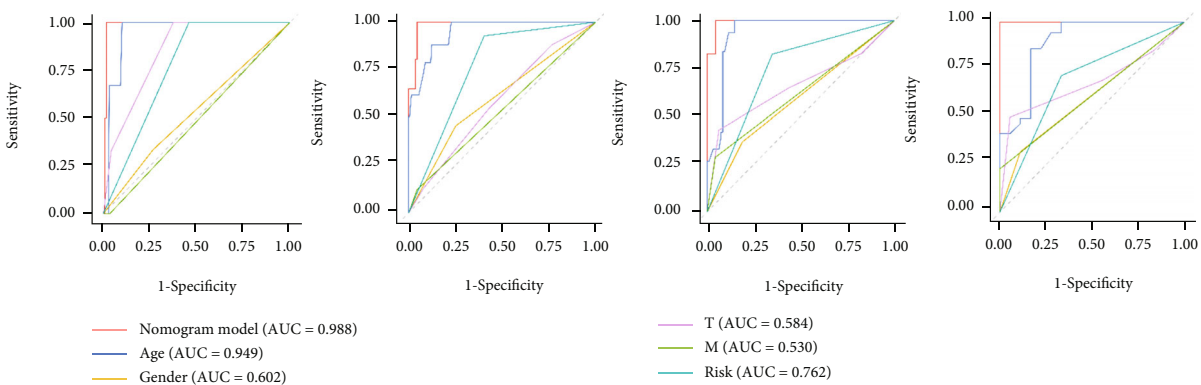 1.00
0.75
0.50
0.25
0.00
Sensitivity
0.00 0.25 0.50 0.75 1.00
1-Specificity
1.00
0.75
0.50
0.25
0.00
Sensitivity
0.00 0.25 0.50 0.75 1.00
1-Specificity
1.00
0.75
0.50
0.25
0.00
Sensitivity
0.00 0.25 0.50 0.75 1.00
1-Specificity
1.00
0.75
0.50
0.25
0.00
Sensitivity
0.00 0.25 0.50 0.75 1.00
1-Specificity
Nomogram model (AUC = 0.988)
Age (AUC = 0.949)
Gender (AUC = 0.602)
T (AUC = 0.584)
M (AUC = 0.530)
Risk (AUC = 0.762)